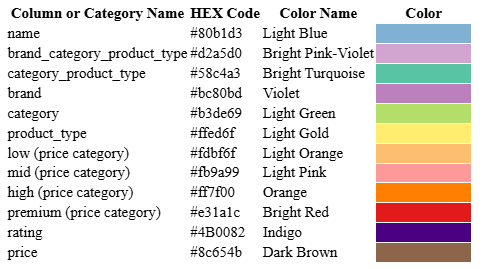 Column or Category Name HEX Code Color Name Color
name #80b1d3 Light Blue
brand_category_product_type #d2a5d0 Bright Pink-Violet
category_product_type #58c4a3 Bright Turquoise
brand #bc80bd Violet
category #b3de69 Light Green
product_type #ffed6f Light Gold
low (price category) #fdbf6f Light Orange
mid (price category) #fb9a99 Light Pink
high (price category) #ff7f00 Orange
premium (price category) #e31a1c Bright Red
rating #4B0082 Indigo
price #8c654b Dark Brown